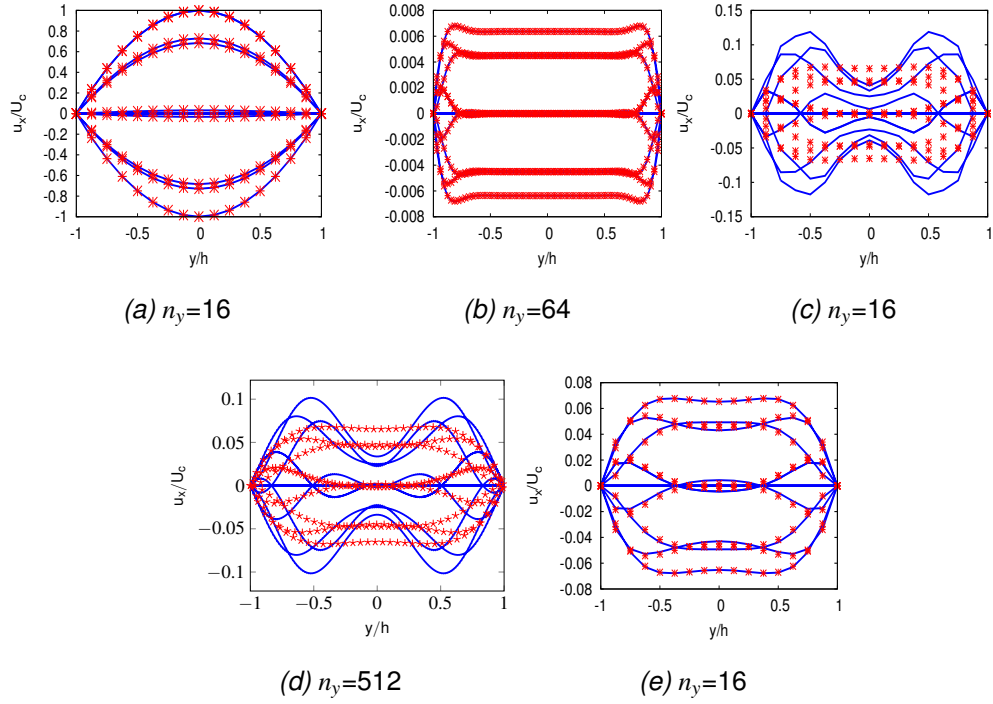 1
0.8
0.6
0.4
0.2
0
-0.2
-0.4
-0.6
-0.8
-1
u_x/U_c
-1 -0.5 0 0.5 1
y/h
(a) n_y=16
0.008
0.006
0.004
0.002
0
-0.002
-0.004
-0.006
-0.008
u_x/U_c
-1 -0.5 0 0.5 1
y/h
(b) n_y=64
0.15
0.1
0.05
0
-0.05
-0.1
-0.15
u_x/U_c
-1 -0.5 0 0.5 1
y/h
(c) n_y=16
0.1
0.05
0
−0.05
−0.1
u_x/U_c
−1 −0.5 0 0.5 1
y/h
(d) n_y=512
0.08
0.06
0.04
0.02
0
-0.02
-0.04
-0.06
-0.08
u_x/U_c
-1 -0.5 0 0.5 1
y/h
(e) n_y=16